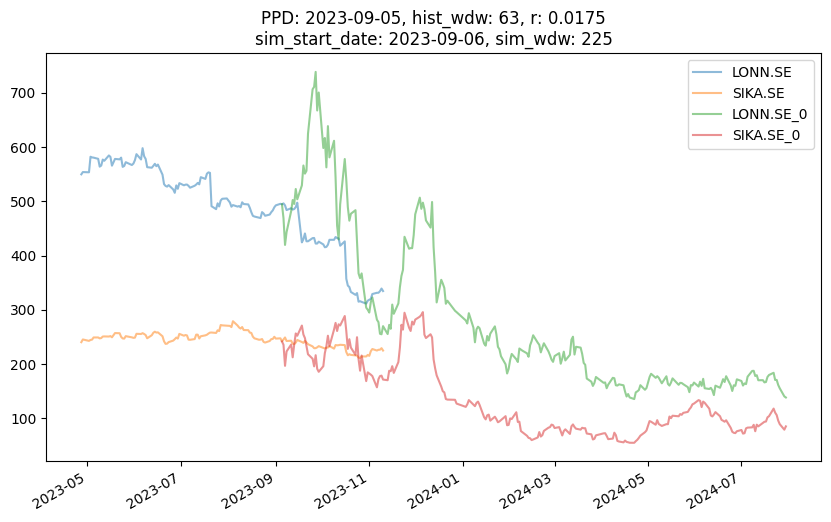 PPD: 2023-09-05, hist_wdw: 63, r: 0.0175
sim_start_date: 2023-09-06, sim_wdw: 225
LONN.SE
SIKA.SE
LONN.SE_0
SIKA.SE_0
700
600
500
400
300
200
100
2023-05
2023-07
2023-09
2023-11
2024-01
2024-03
2024-05
2024-07